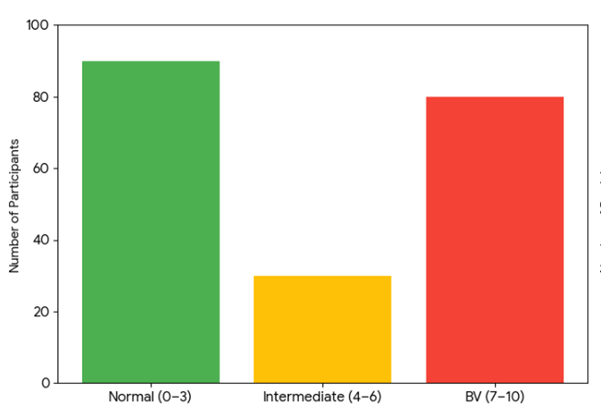 100
80
60
40
20
0
Number of Participants
Normal (0–3)
Intermediate (4–6)
BV (7–10)